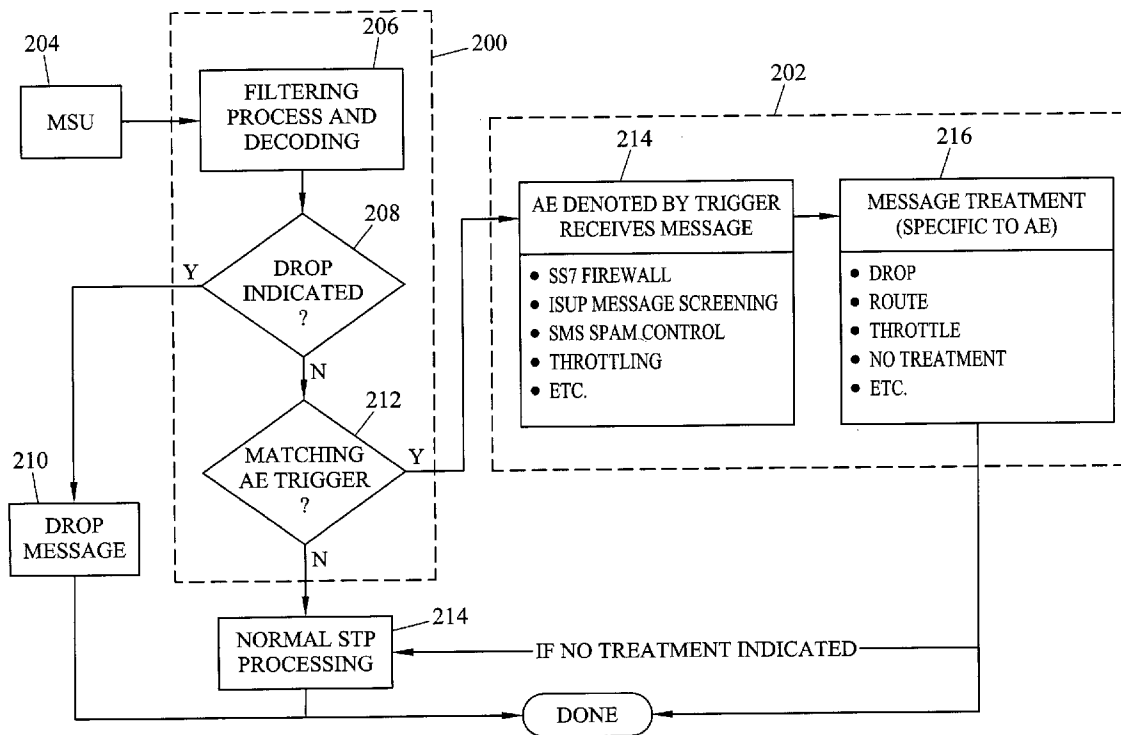 204
MSU
206
FILTERING
PROCESS AND
DECODING
200
208
DROP
INDICATED
?
Y
N
212
MATCHING
AE TRIGGER
?
Y
N
210
DROP
MESSAGE
214
NORMAL STP
PROCESSING
202
214
AE DENOTED BY TRIGGER
RECEIVES MESSAGE
• SS7 FIREWALL
• ISUP MESSAGE SCREENING
• SMS SPAM CONTROL
• THROTTLING
• ETC.
216
MESSAGE TREATMENT
(SPECIFIC TO AE)
• DROP
• ROUTE
• THROTTLE
• NO TREATMENT
• ETC.
IF NO TREATMENT INDICATED
DONE